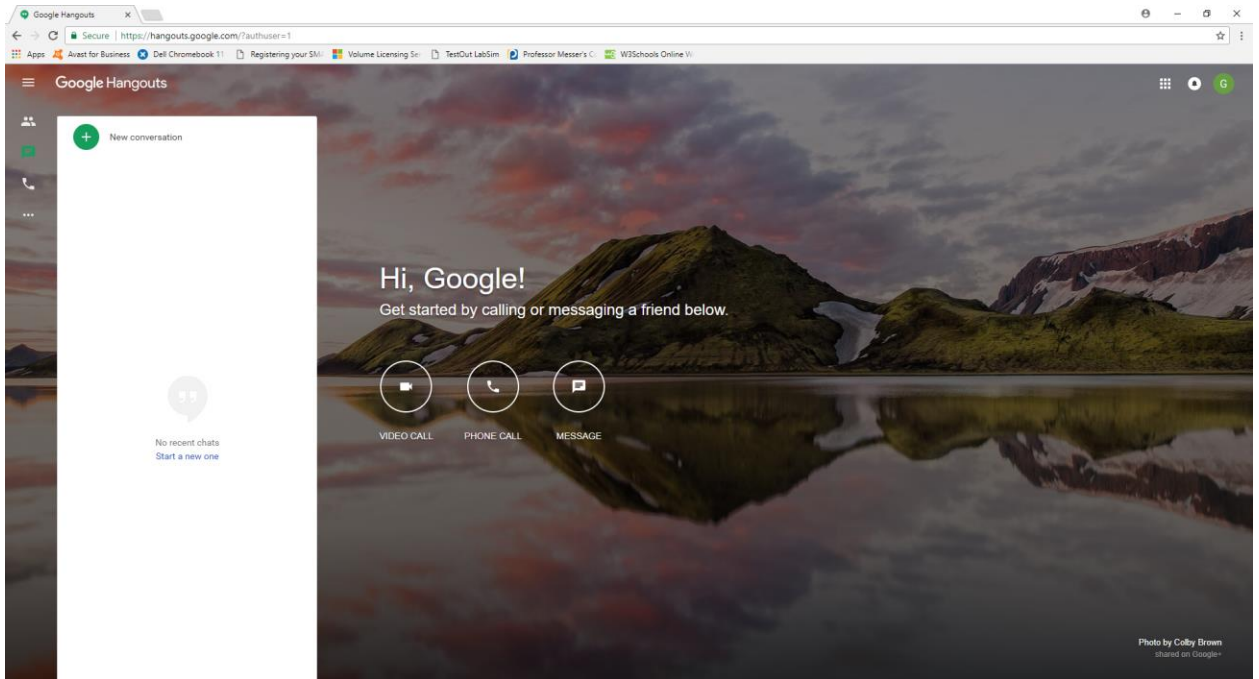 Google Hangouts
Secure | https://hangouts.google.com/?authuser=1
Apps Avast for Business Dell Chromebook 11 Registering your SM Volume Licensing Se TestOut LabSim Professor Messer's C W3Schools Online W
Google Hangouts
G
New conversation
Hi, Google!
Get started by calling or messaging a friend below.
VIDEO CALL PHONE CALL MESSAGE
No recent chats
Start a new one
Photo by Colby Brown
shared on Google+